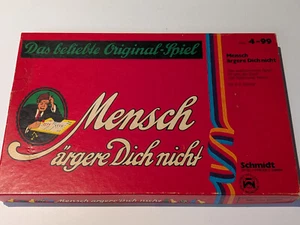 Das beliebte Original-Spiel
4-99
Mensch
ärgere Dich nicht
Mensch
ärgere Dich nicht
Schmidt